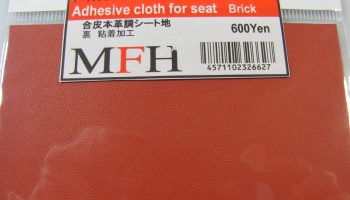 Adhesive cloth for seat Brick
合皮本革調シート地 600Yen
裏 粘着加工
MFH
4571102326627